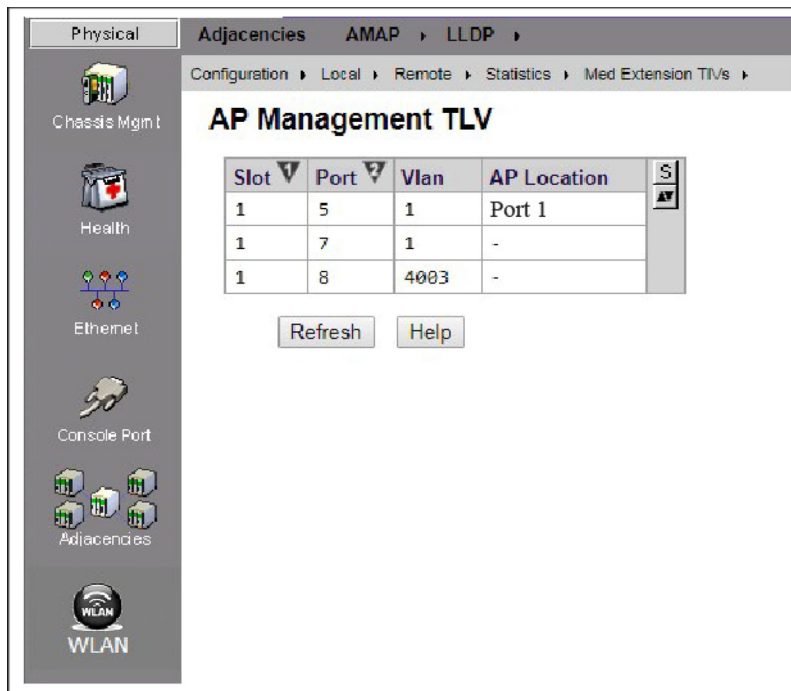 Physical
Adjacencies AMAP LLDP
Configuration Local Remote Statistics Med Extension TlVs
Chassis Mgmt
AP Management TLV
Slot 1 Port 2 Vlan AP Location S
1 5 1 Port 1
1 7 1 -
1 8 4003 -
Refresh Help
Health
Ethernet
Console Port
Adjacencies
WLAN
WLAN